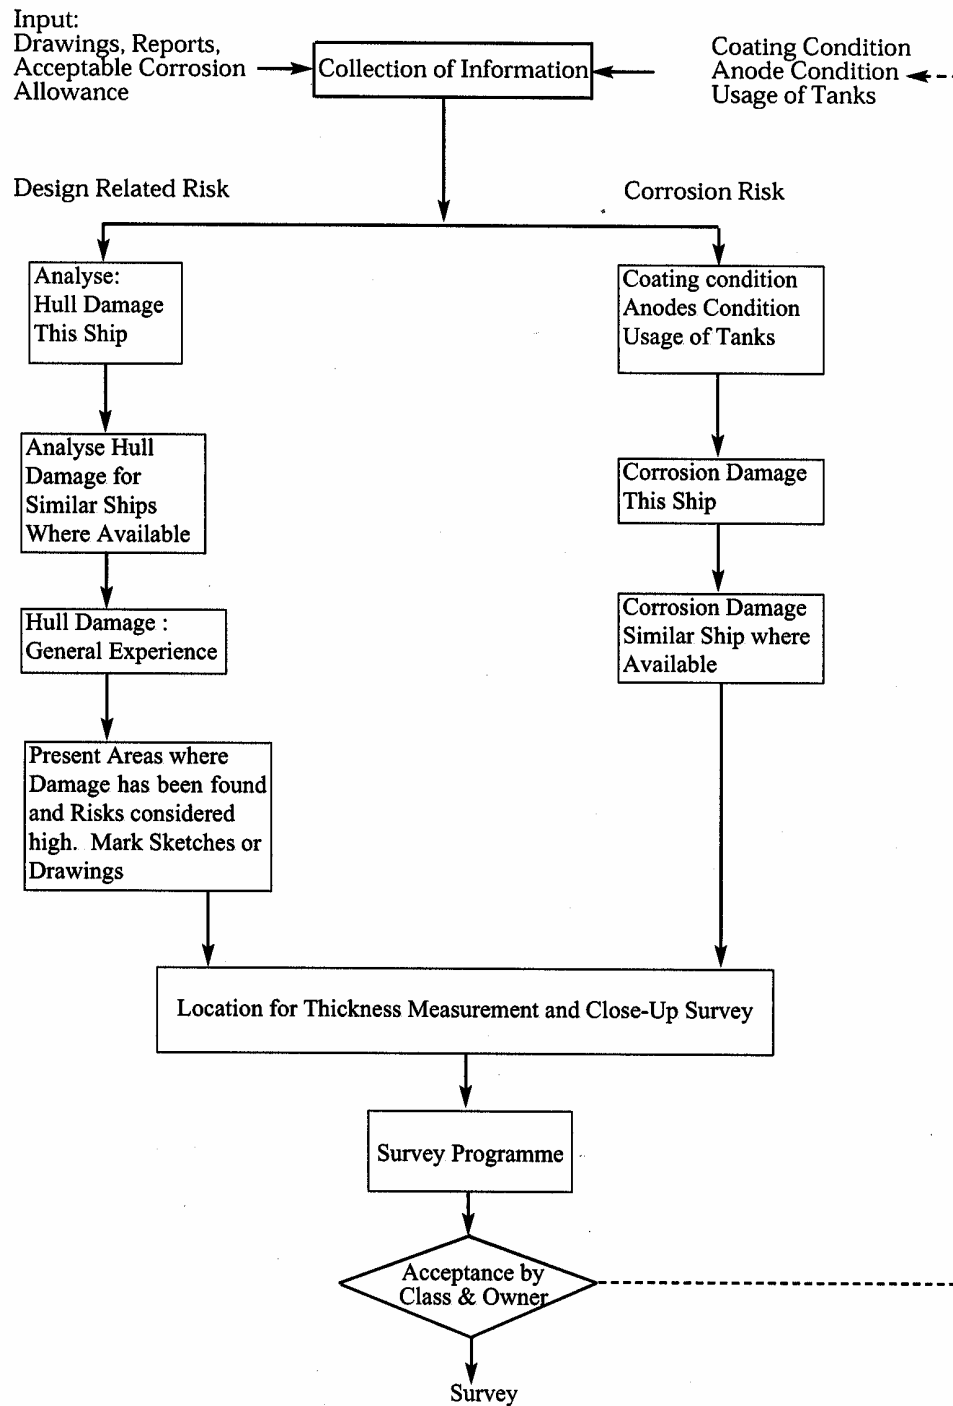 Input:
Drawings, Reports,
Acceptable Corrosion
Allowance
Collection of Information
Coating Condition
Anode Condition
Usage of Tanks
Design Related Risk
Corrosion Risk
Analyse:
Hull Damage
This Ship
Analyse Hull
Damage for
Similar Ships
Where Available
Hull Damage :
General Experience
Present Areas where
Damage has been found
and Risks considered
high. Mark Sketches or
Drawings
Coating condition
Anodes Condition
Usage of Tanks
Corrosion Damage
This Ship
Corrosion Damage
Similar Ship where
Available
Location for Thickness Measurement and Close-Up Survey
Survey Programme
Acceptance by
Class & Owner
Survey